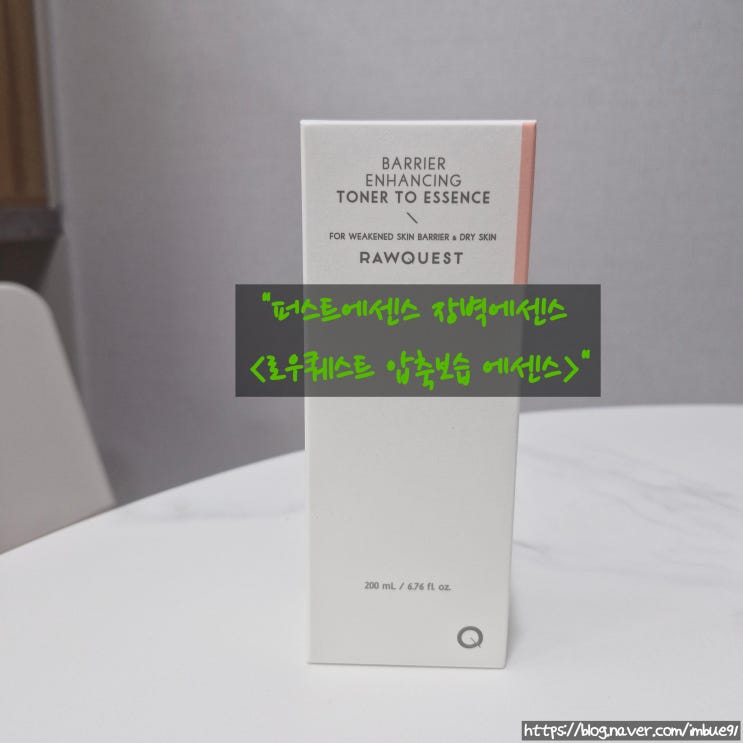 BARRIER
ENHANCING
TONER TO ESSENCE
\
FOR WEAKENED SKIN BARRIER & DRY SKIN
RAWQUEST
"퍼스트에센스 장벽에센스
<로우퀘스트 압축보습 에센스>"
200 mL / 6.76 fl. oz.
Q
https://blog.naver.com/imbue91